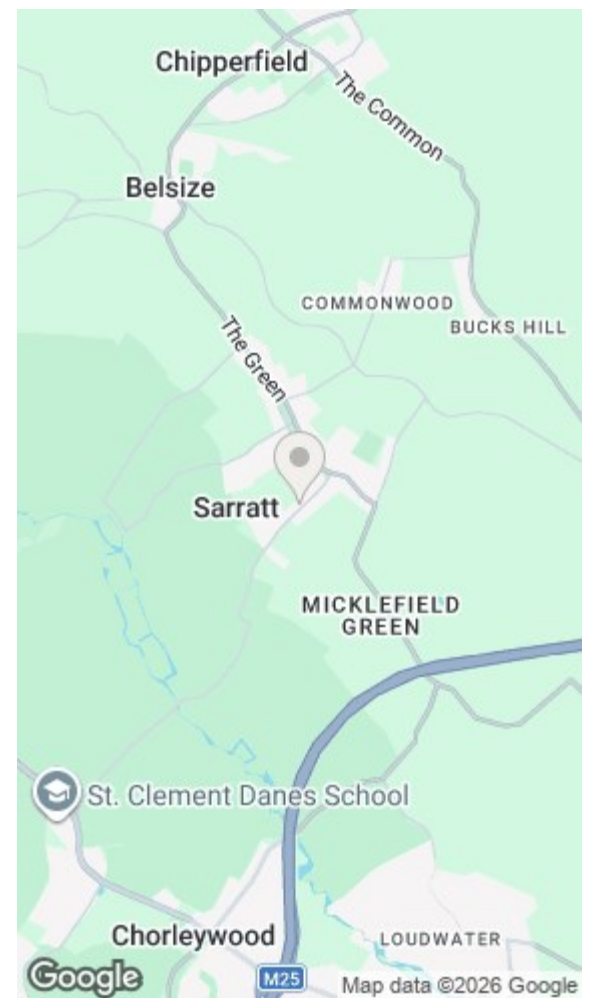 Chipperfield
The Common
Belsize
COMMONWOOD
BUCKS HILL
The Green
Sarratt
MICKLEFIELD
GREEN
St. Clement Danes School
Chorleywood
LOUDWATER
Google
M25
Map data ©2026 Google